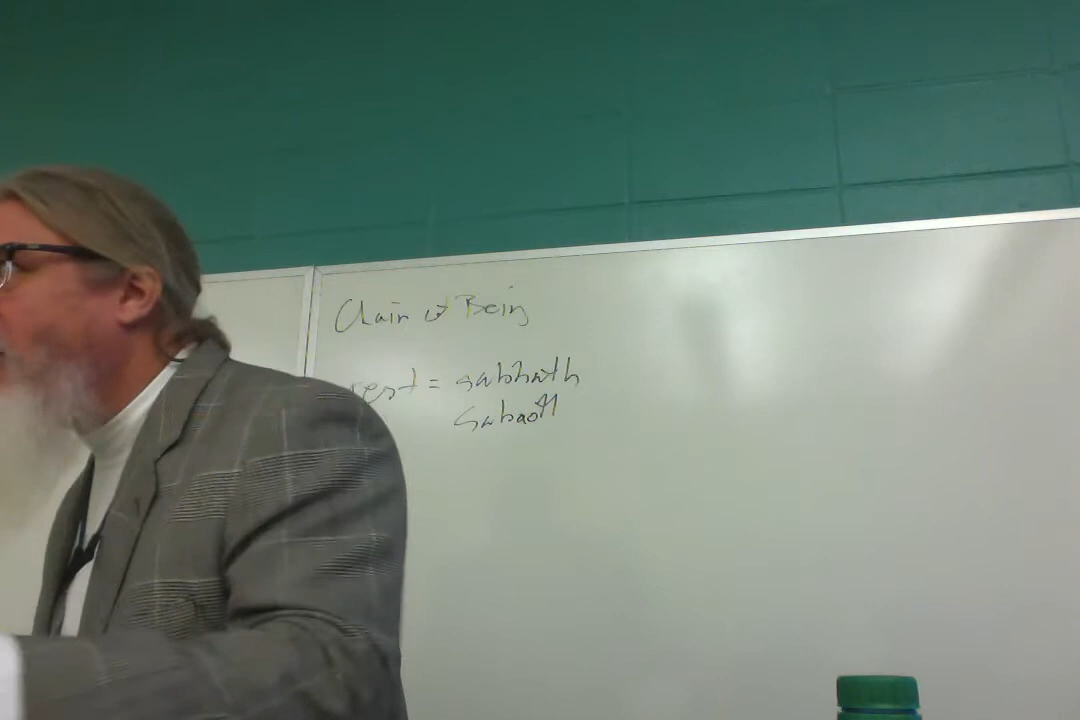 Chain of Being
rest = sabbath
Sabaoth